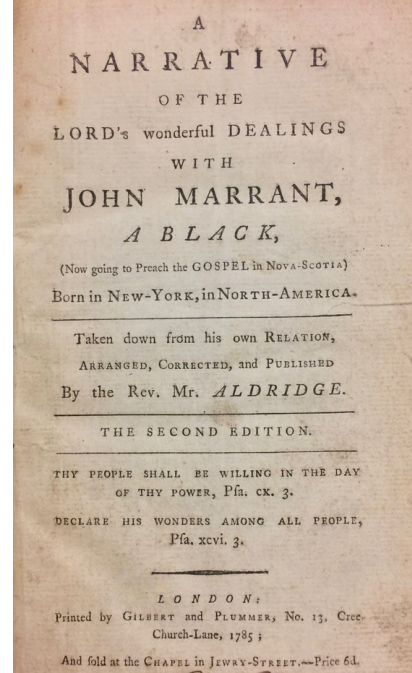 A
NARRATIVE
OF THE
LORD's wonderful DEALINGS
WITH
JOHN MARRANT,
A BLACK,
(Now going to Preach the GOSPEL in NOVA-SCOTIA)
Born in NEW-YORK, in NORTH-AMERICA.
Taken down from his own RELATION,
ARRANGED, CORRECTED, and PUBLISHED
By the Rev. Mr. ALDRIDGE.
THE SECOND EDITION.
THY PEOPLE SHALL BE WILLING IN THE DAY
OF THY POWER, Pſa. cx. 3.
DECLARE HIS WONDERS AMONG ALL PEOPLE,
Pſa. xcvi. 3.
LONDON:
Printed by GILBERT and PLUMMER, No. 13, Cree-
Church-Lane, 1785;
And ſold at the CHAPEL in JEWRY-STREET.—Price 6d.